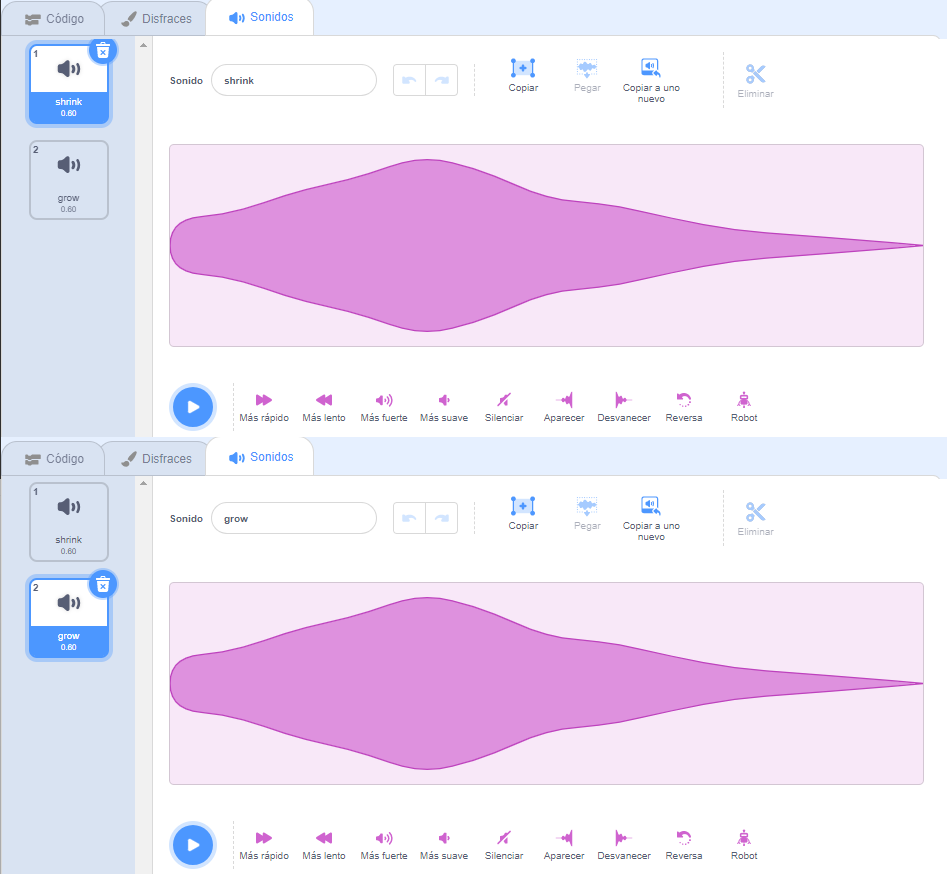 Código
Disfraces
Sonidos
1
shrink
0.60
2
grow
0.60
Sonido
shrink
Copiar
Pegar
Copiar a uno
nuevo
Eliminar
Más rápido
Más lento
Más fuerte
Más suave
Silenciar
Aparecer
Desvanecer
Reversa
Robot
Código
Disfraces
Sonidos
1
shrink
0.60
2
grow
0.60
Sonido
grow
Copiar
Pegar
Copiar a uno
nuevo
Eliminar
Más rápido
Más lento
Más fuerte
Más suave
Silenciar
Aparecer
Desvanecer
Reversa
Robot